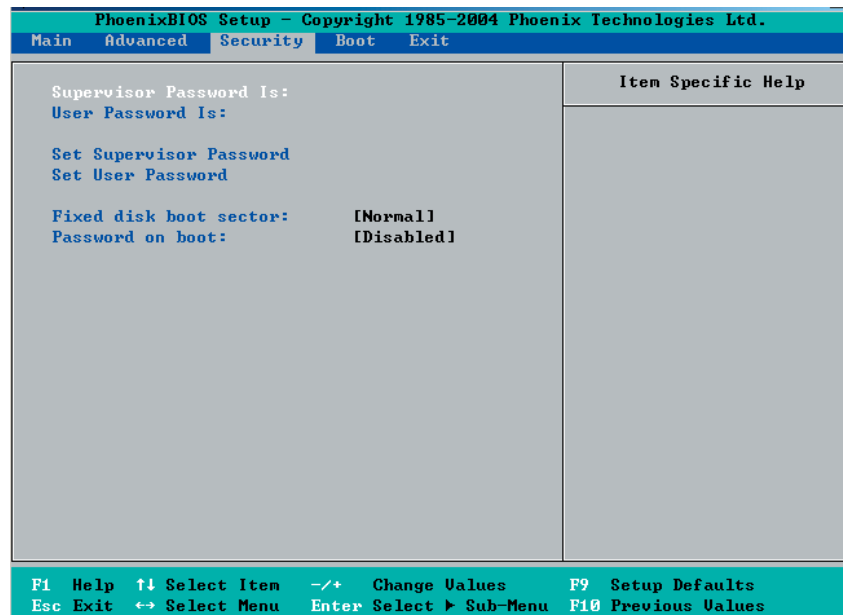 PhoenixBIOS Setup - Copyright 1985-2004 Phoenix Technologies Ltd.
Main Advanced Security Boot Exit
Supervisor Password Is:
User Password Is:
Set Supervisor Password
Set User Password
Fixed disk boot sector: [Normal]
Password on boot: [Disabled]
Item Specific Help
F1 Help ↑↓ Select Item -/+ Change Values F9 Setup Defaults
Esc Exit ↔ Select Menu Enter Select ▶ Sub-Menu F10 Previous Values